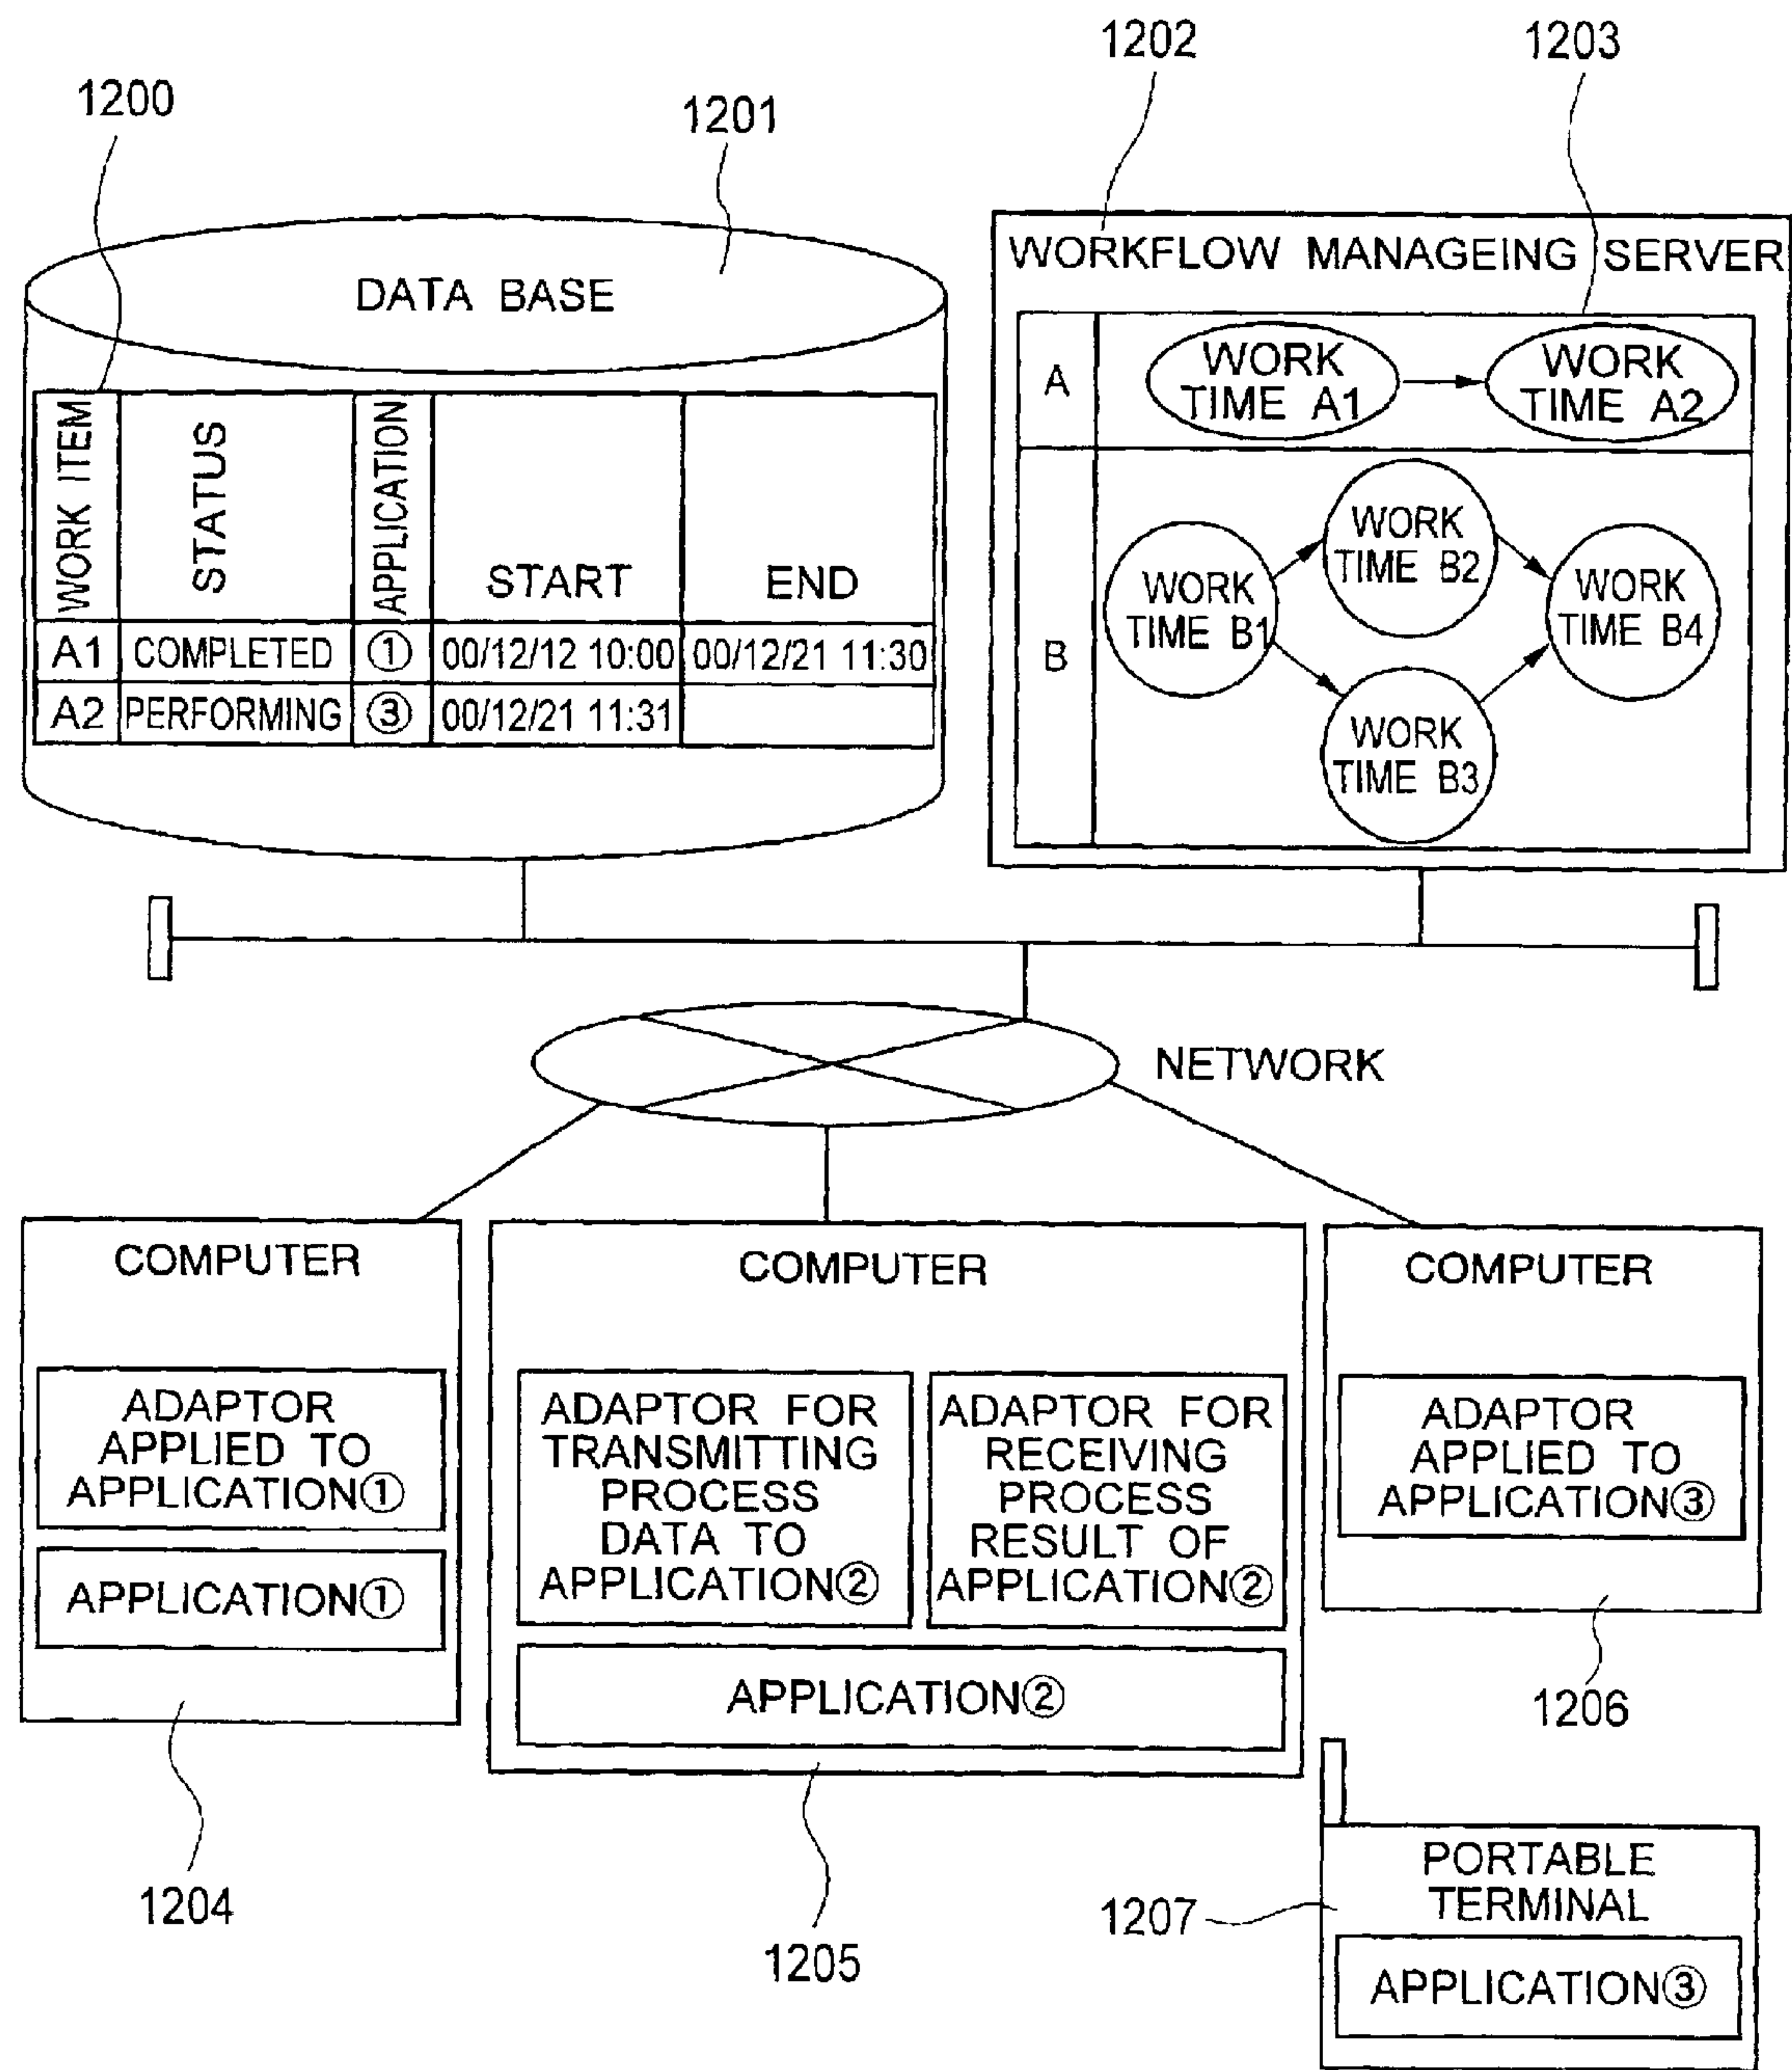 1202
1203
1200
1201
DATA BASE
WORK ITEM
STATUS
APPLICATION
START
END
A1 COMPLETED ① 00/12/12 10:00 00/12/21 11:30
A2 PERFORMING ③ 00/12/21 11:31
WORKFLOW MANAGEING SERVER
A
WORK
TIME A1
WORK
TIME A2
B
WORK
TIME B1
WORK
TIME B2
WORK
TIME B3
WORK
TIME B4
NETWORK
COMPUTER
ADAPTOR
APPLIED TO
APPLICATION①
APPLICATION①
1204
COMPUTER
ADAPTOR FOR
TRANSMITTING
PROCESS
DATA TO
APPLICATION②
ADAPTOR FOR
RECEIVING
PROCESS
RESULT OF
APPLICATION②
APPLICATION②
1205
COMPUTER
ADAPTOR
APPLIED TO
APPLICATION③
1206
1207
PORTABLE
TERMINAL
APPLICATION③